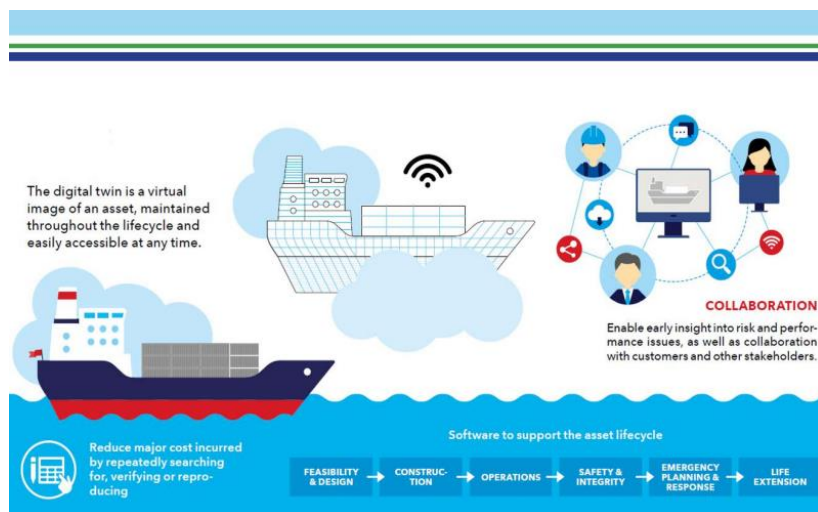 The digital twin is a virtual
image of an asset, maintained
throughout the lifecycle and
easily accessible at any time.
COLLABORATION
Enable early insight into risk and perfor-
mance issues, as well as collaboration
with customers and other stakeholders.
Reduce major cost incurred
by repeatedly searching
for, verifying or repro-
ducing
Software to support the asset lifecycle
FEASIBILITY
& DESIGN
CONSTRUC-
TION
OPERATIONS
SAFETY &
INTEGRITY
EMERGENCY
PLANNING &
RESPONSE
LIFE
EXTENSION